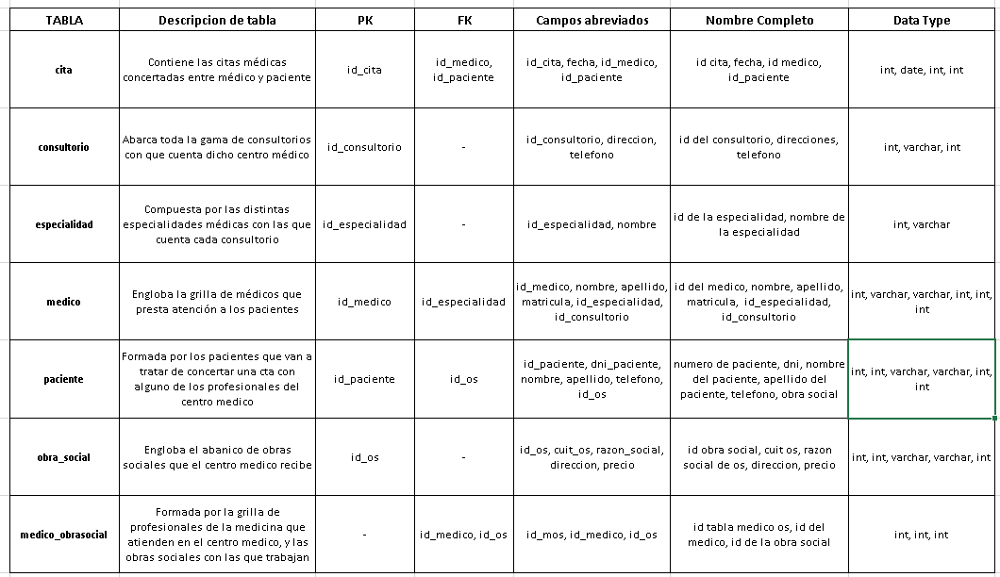 TABLA Descripcion de tabla PK FK Campos abreviados Nombre Completo Data Type
cita
Contiene las citas médicas
concertadas entre médico y paciente
id_cita
id_medico,
id_paciente
id_cita, fecha, id_medico,
id_paciente
id cita, fecha, id medico,
id_paciente
int, date, int, int
consultorio
Abarca toda la gama de consultorios
con que cuenta dicho centro médico
id_consultorio
-
id_consultorio, direccion,
telefono
id del consultorio, direcciones,
telefono
int, varchar, int
especialidad
Compuesta por las distintas
especialidades médicas con las que
cuenta cada consultorio
id_especialidad
-
id_especialidad, nombre
id de la especialidad, nombre de
la especialidad
int, varchar
medico
Engloba la grilla de médicos que
presta atención a los pacientes
id_medico
id_especialidad
id_medico, nombre, apellido,
matricula, id_especialidad,
id_consultorio
id del medico, nombre, apellido,
matricula, id_especialidad,
id_consultorio
int, varchar, varchar, int, int,
int
paciente
Formada por los pacientes que van a
tratar de concertar una cta con
alguno de los profesionales del
centro medico
id_paciente
id_os
id_paciente, dni_paciente,
nombre, apellido, telefono,
id_os
numero de paciente, dni, nombre
del paciente, apellido del
paciente, telefono, obra social
int, int, varchar, varchar, int,
int
obra_social
Engloba el abanico de obras
sociales que el centro medico recibe
id_os
-
id_os, cuit_os, razon_social,
direccion, precio
id obra social, cuit os, razon
social de os, direccion, precio
int, int, varchar, varchar, int
medico_obrasocial
Formada por la grilla de
profesionales de la medicina que
atienden en el centro medico, y las
obras sociales con las que trabajan
-
id_medico, id_os
id_mos, id_medico, id_os
id tabla medico os, id del
medico, id de la obra social
int, int, int